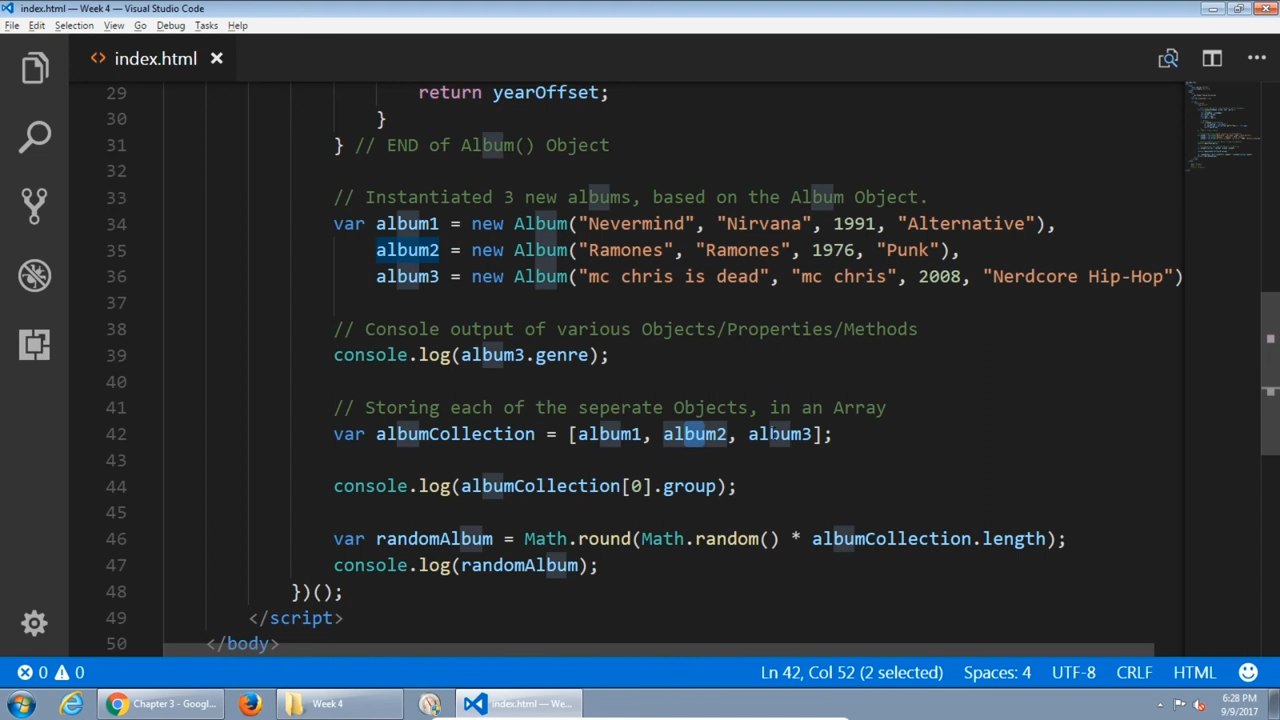 index.html — Week 4 - Visual Studio Code
File Edit Selection View Go Debug Tasks Help
<> index.html
29 return yearOffset;
30 }
31 } // END of Album() Object
32
33 // Instantiated 3 new albums, based on the Album Object.
34 var album1 = new Album("Nevermind", "Nirvana", 1991, "Alternative"),
35 album2 = new Album("Ramones", "Ramones", 1976, "Punk"),
36 album3 = new Album("mc chris is dead", "mc chris", 2008, "Nerdcore Hip-Hop")
37
38 // Console output of various Objects/Properties/Methods
39 console.log(album3.genre);
40
41 // Storing each of the seperate Objects, in an Array
42 var albumCollection = [album1, album2, album3];
43
44 console.log(albumCollection[0].group);
45
46 var randomAlbum = Math.round(Math.random() * albumCollection.length);
47 console.log(randomAlbum);
48 })();
49 </script>
50 </body>
0 0 Ln 42, Col 52 (2 selected) Spaces: 4 UTF-8 CRLF HTML
Chapter 3 - Googl... Week 4 index.html — We... 6:28 PM
9/9/2017